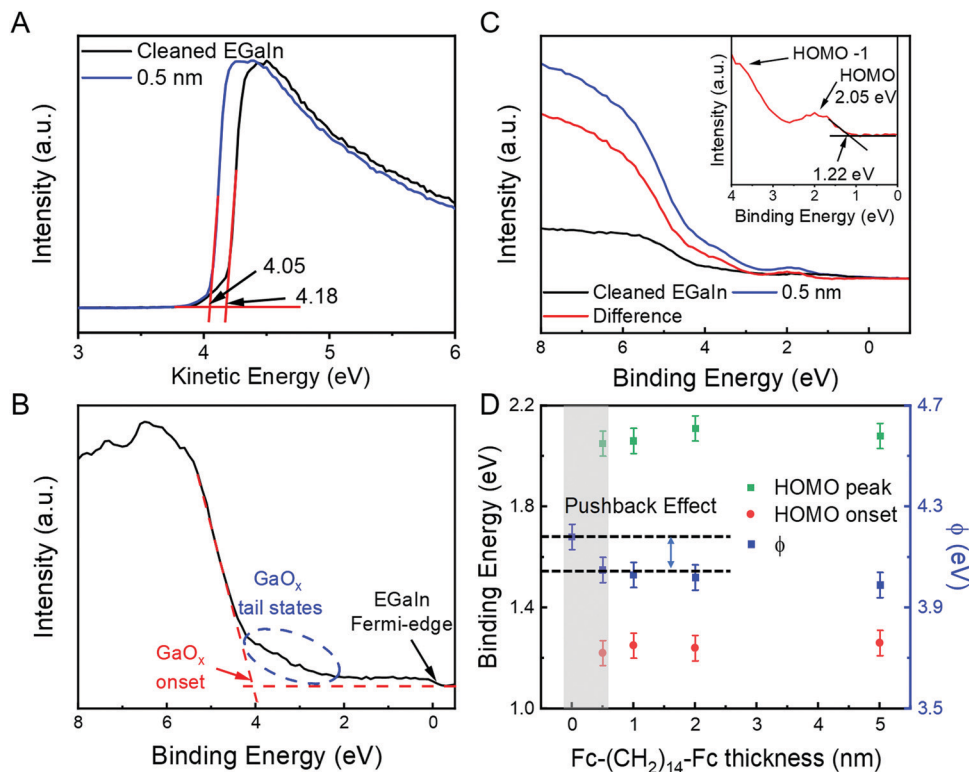 A
Cleaned EGaIn
0.5 nm
4.05
4.18
Intensity (a.u.)
3 4 5 6
Kinetic Energy (eV)
C
HOMO -1
HOMO
2.05 eV
1.22 eV
Intensity (a.u.)
4 3 2 1 0
Binding Energy (eV)
Cleaned EGaIn
0.5 nm
Difference
Intensity (a.u.)
8 6 4 2 0
Binding Energy (eV)
B
GaOₓ
tail states
EGaIn
Fermi-edge
GaOₓ
onset
Intensity (a.u.)
8 6 4 2 0
Binding Energy (eV)
D
2.2
1.8
1.4
1.0
Binding Energy (eV)
4.7
4.3
3.9
3.5
ϕ (eV)
HOMO peak
HOMO onset
ϕ
Pushback Effect
0 1 2 3 4 5
Fc-(CH₂)₁₄-Fc thickness (nm)